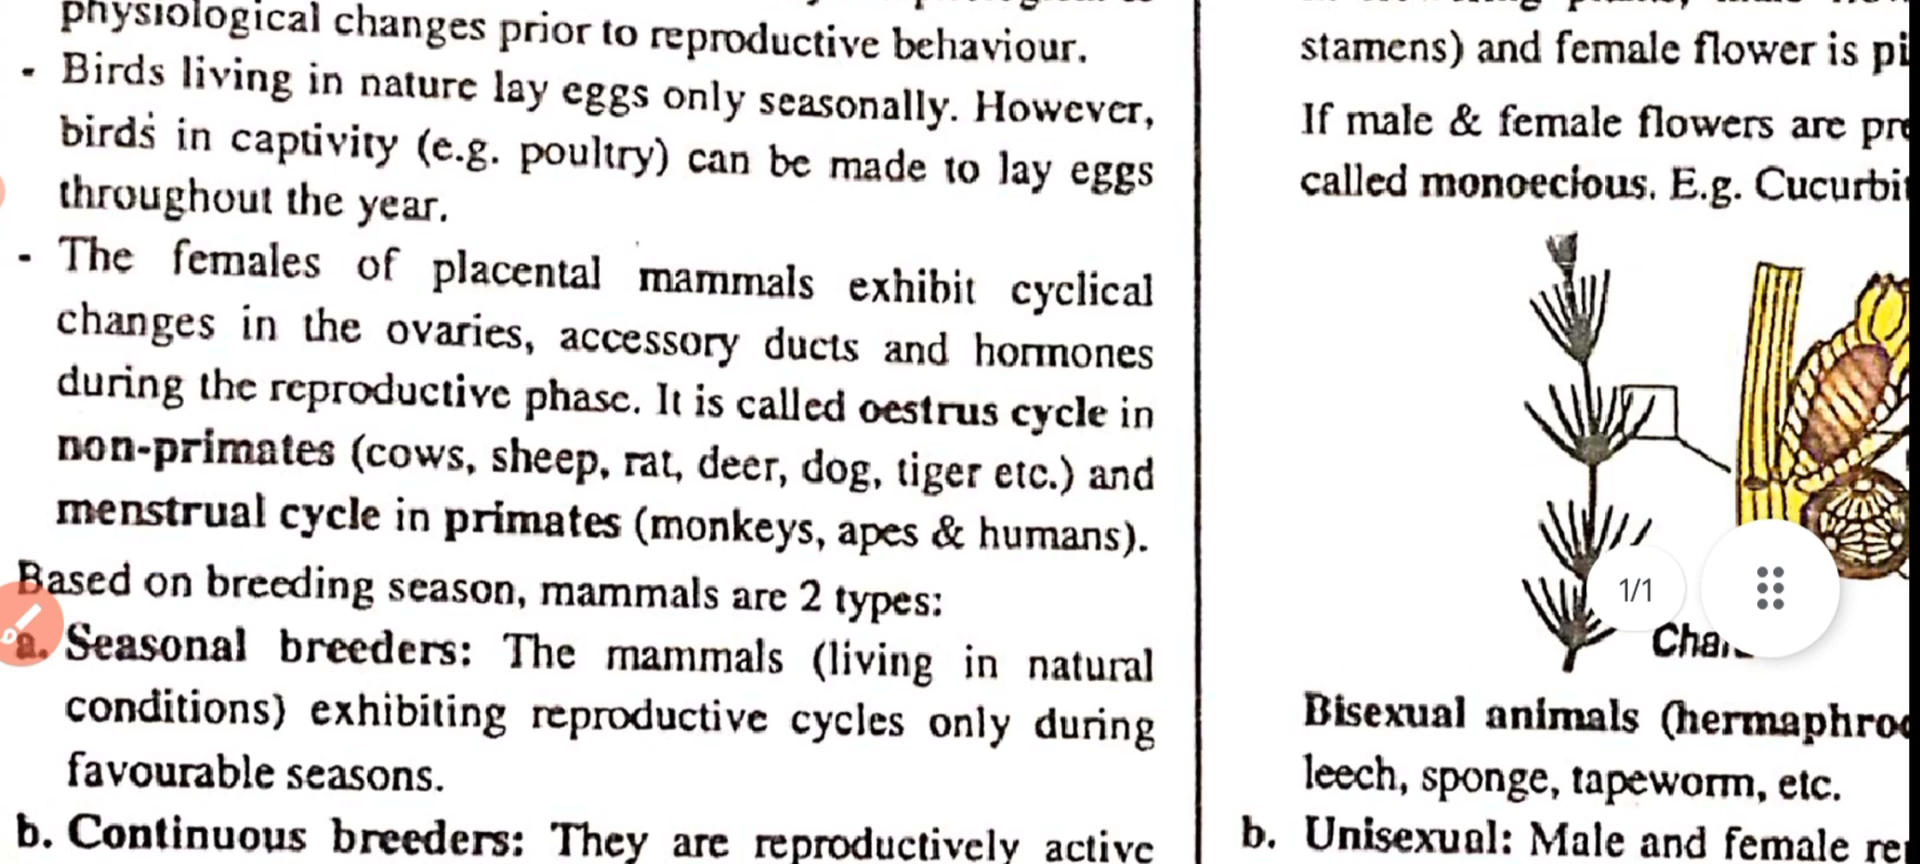 physiological changes prior to reproductive behaviour.
- Birds living in nature lay eggs only seasonally. However,
birds in captivity (e.g. poultry) can be made to lay eggs
throughout the year.
- The females of placental mammals exhibit cyclical
changes in the ovaries, accessory ducts and hormones
during the reproductive phase. It is called oestrus cycle in
non-primates (cows, sheep, rat, deer, dog, tiger etc.) and
menstrual cycle in primates (monkeys, apes & humans).
Based on breeding season, mammals are 2 types:
a. Seasonal breeders: The mammals (living in natural
conditions) exhibiting reproductive cycles only during
favourable seasons.
b. Continuous breeders: They are reproductively active
stamens) and female flower is
If male & female flowers are
called monoecious. E.g.
1/1
Bisexual animals
leech, sponge, tapeworm, etc.
b. Unisexual: Male and female